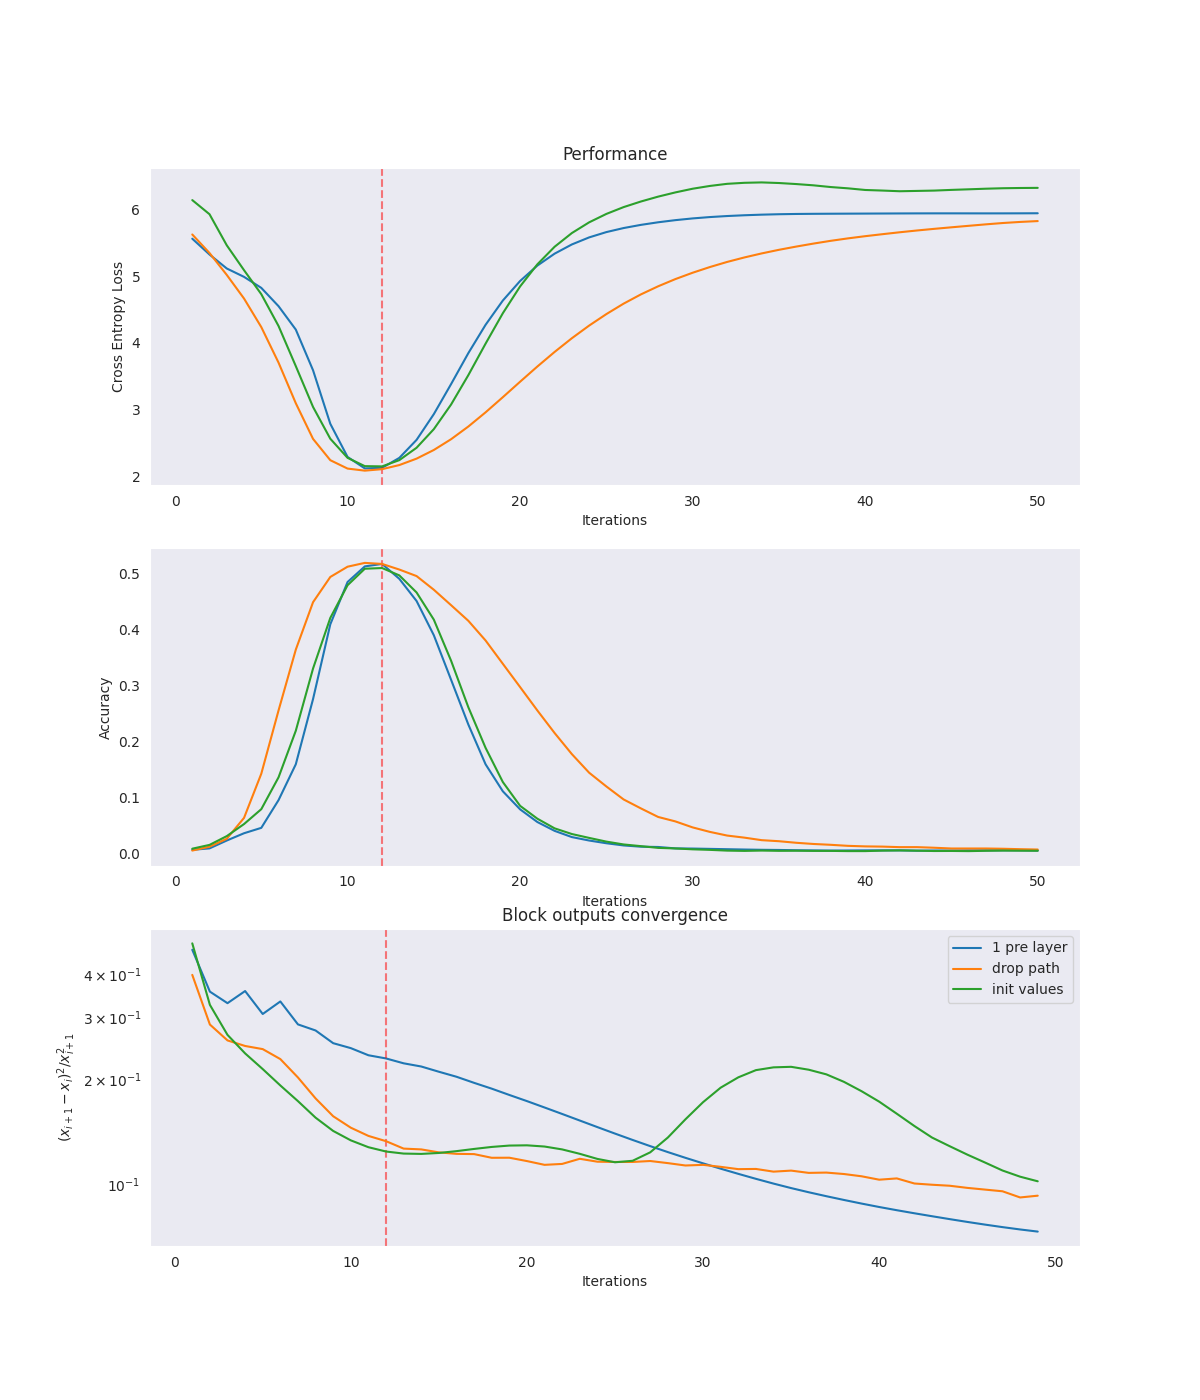 Performance
Cross Entropy Loss
6
5
4
3
2
0 10 20 30 40 50
Iterations
Accuracy
0.5
0.4
0.3
0.2
0.1
0.0
0 10 20 30 40 50
Iterations
Block outputs convergence
(x_{i+1} − x_i)^2/x_{i+1}^2
4 × 10^{−1}
3 × 10^{−1}
2 × 10^{−1}
10^{−1}
1 pre layer
drop path
init values
0 10 20 30 40 50
Iterations